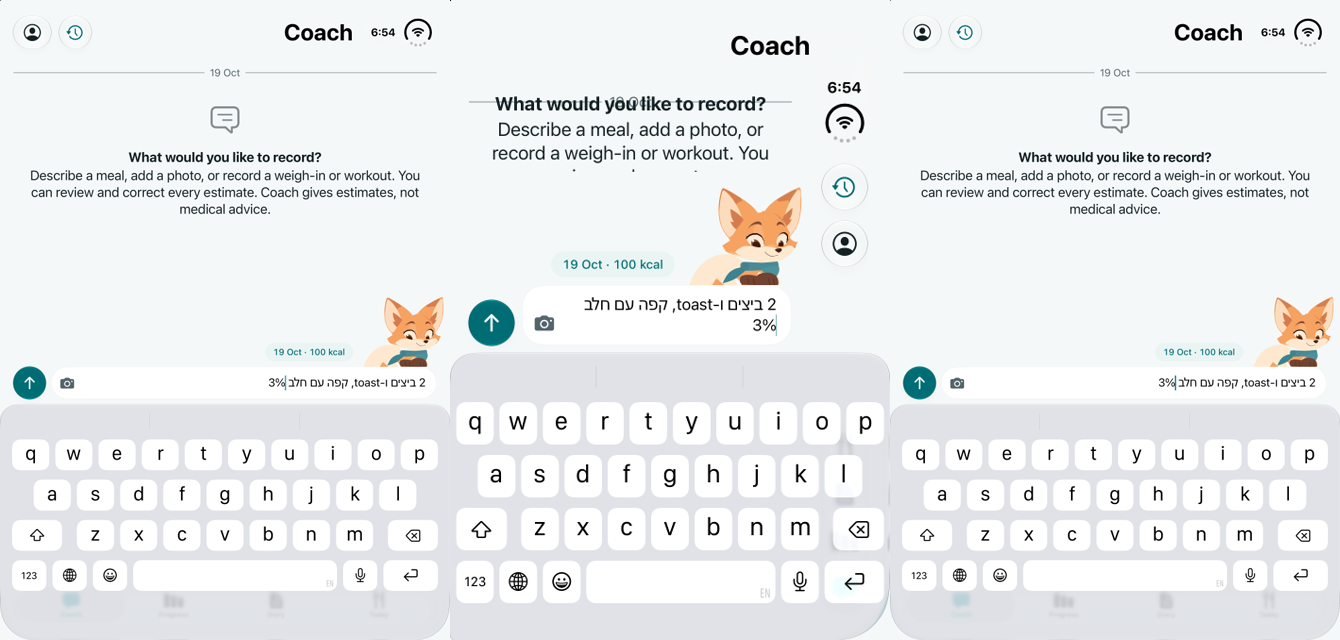 Coach
6:54
19 Oct
What would you like to record?
Describe a meal, add a photo, or record a weigh-in or workout. You
can review and correct every estimate. Coach gives estimates, not
medical advice.
19 Oct · 100 kcal
2 ביצים ו-toast, קפה עם חלב 3%
q w e r t y u i o p
a s d f g h j k l
z x c v b n m
123
EN
Coach
6:54
19 Oct
What would you like to record?
Describe a meal, add a photo, or
record a weigh-in or workout. You
19 Oct · 100 kcal
2 ביצים ו-toast, קפה עם חלב
3%
q w e r t y u i o p
a s d f g h j k l
z x c v b n m
123
EN
Coach
6:54
19 Oct
What would you like to record?
Describe a meal, add a photo, or record a weigh-in or workout. You
can review and correct every estimate. Coach gives estimates, not
medical advice.
19 Oct · 100 kcal
2 ביצים ו-toast, קפה עם חלב 3%
q w e r t y u i o p
a s d f g h j k l
z x c v b n m
123
EN